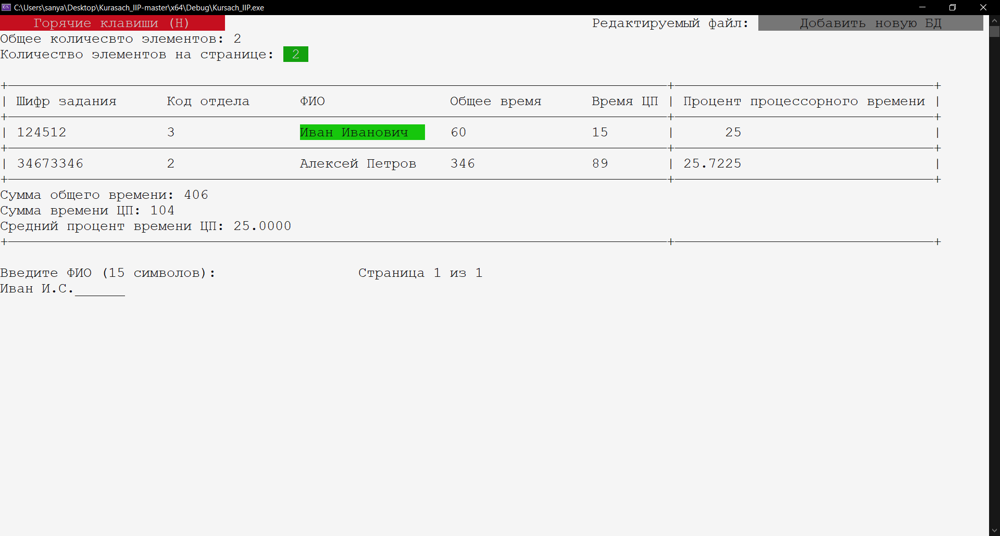 C:\Users\sanya\Desktop\Kurasach_IIP-master\x64\Debug\Kursach_IIP.exe
Горячие клавиши (H) Редактируемый файл: Добавить новую БД
Общее количесвто элементов: 2
Количество элементов на странице: 2
| Шифр задания Код отдела ФИО Общее время Время ЦП | Процент процессорного времени |
| 124512 3 Иван Иванович 60 15 | 25 |
| 34673346 2 Алексей Петров 346 89 | 25.7225 |
Сумма общего времени: 406
Сумма времени ЦП: 104
Средний процент времени ЦП: 25.0000
Введите ФИО (15 символов): Страница 1 из 1
Иван И.С.______